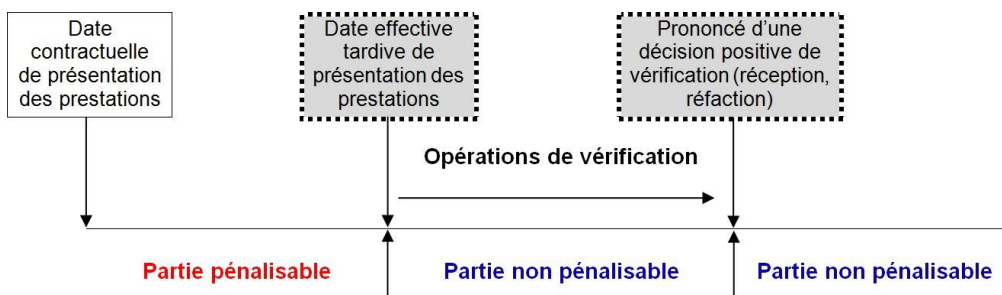 Date
contractuelle
de présentation
des prestations
Date effective
tardive de
présentation des
prestations
Prononcé d'une
décision positive de
vérification (réception,
réfaction)
Opérations de vérification
Partie pénalisable
Partie non pénalisable
Partie non pénalisable